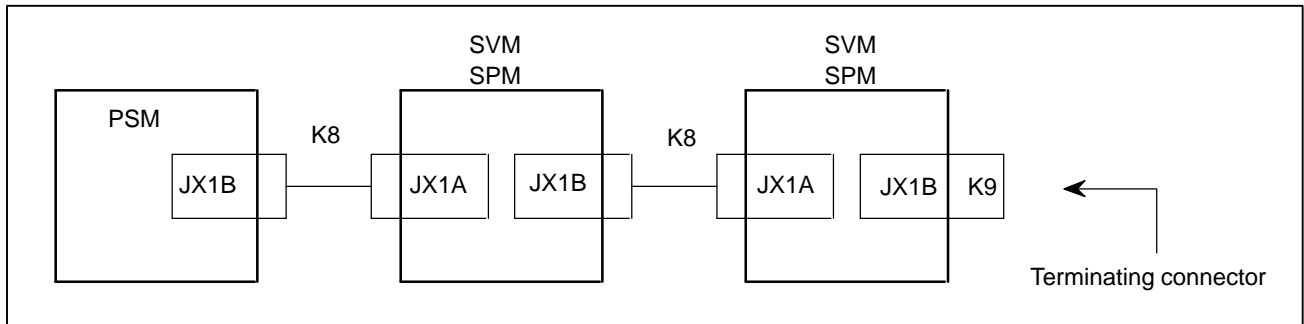 SVM
SPM
SVM
SPM
PSM
K8
K8
JX1B
JX1A
JX1B
JX1A
JX1B
K9
Terminating connector